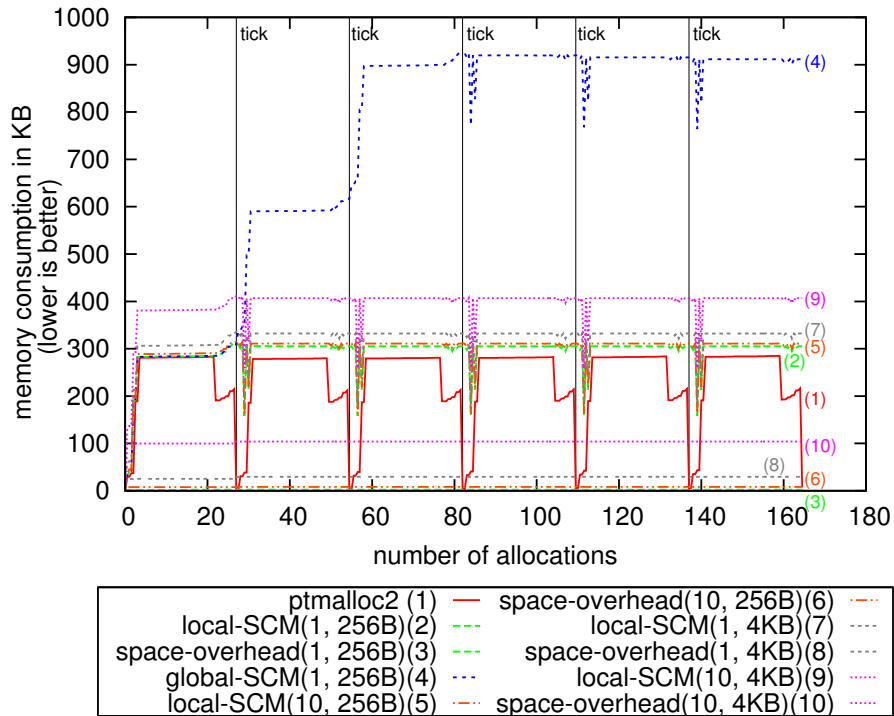 1000
900
800
700
600
500
400
300
200
100
0
memory consumption in KB
(lower is better)
tick tick tick tick tick
(4)
(9)
(7)
(5)
(2)
(1)
(10)
(8)
(6)
(3)
0 20 40 60 80 100 120 140 160 180
number of allocations
ptmalloc2 (1) space-overhead(10, 256B)(6)
local-SCM(1, 256B)(2) local-SCM(1, 4KB)(7)
space-overhead(1, 256B)(3) space-overhead(1, 4KB)(8)
global-SCM(1, 256B)(4) local-SCM(10, 4KB)(9)
local-SCM(10, 256B)(5) space-overhead(10, 4KB)(10)